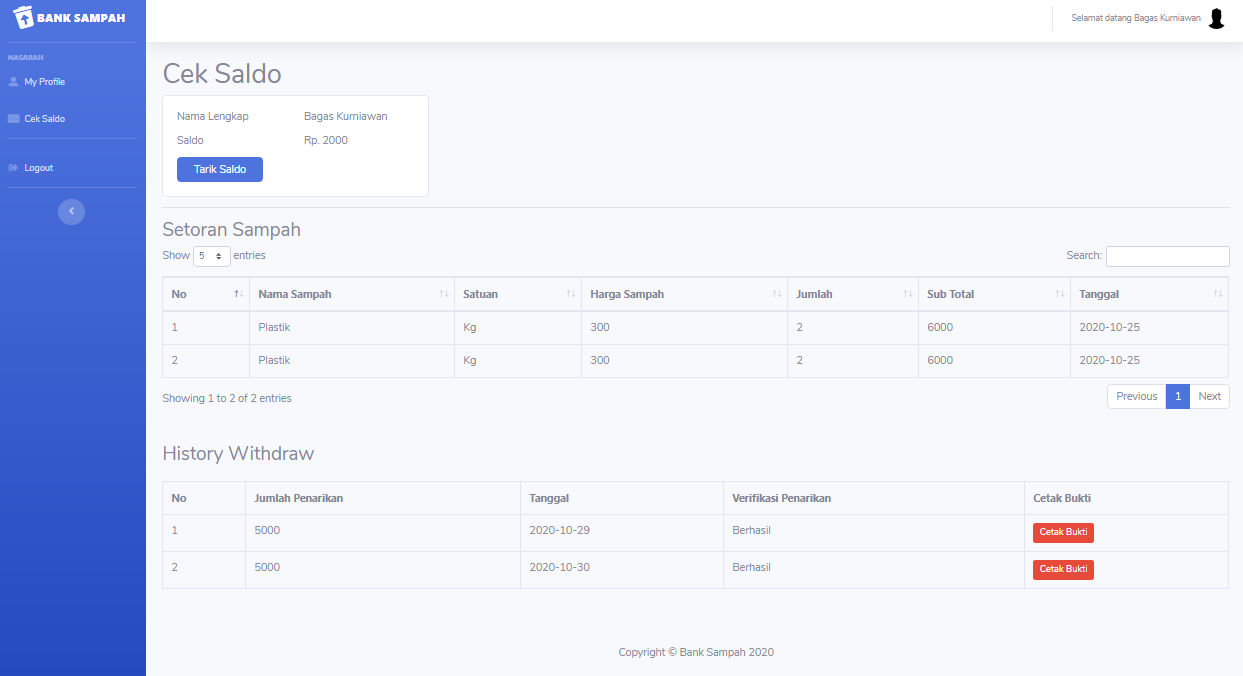 BANK SAMPAH
Selamat datang Bagas Kurniawan
NASABAH
My Profile
Cek Saldo
Logout
Cek Saldo
Nama Lengkap Bagas Kurniawan
Saldo Rp. 2000
Tarik Saldo
Setoran Sampah
Show 5 entries Search:
No Nama Sampah Satuan Harga Sampah Jumlah Sub Total Tanggal
1 Plastik Kg 300 2 6000 2020-10-25
2 Plastik Kg 300 2 6000 2020-10-25
Showing 1 to 2 of 2 entries Previous 1 Next
History Withdraw
No Jumlah Penarikan Tanggal Verifikasi Penarikan Cetak Bukti
1 5000 2020-10-29 Berhasil Cetak Bukti
2 5000 2020-10-30 Berhasil Cetak Bukti
Copyright © Bank Sampah 2020